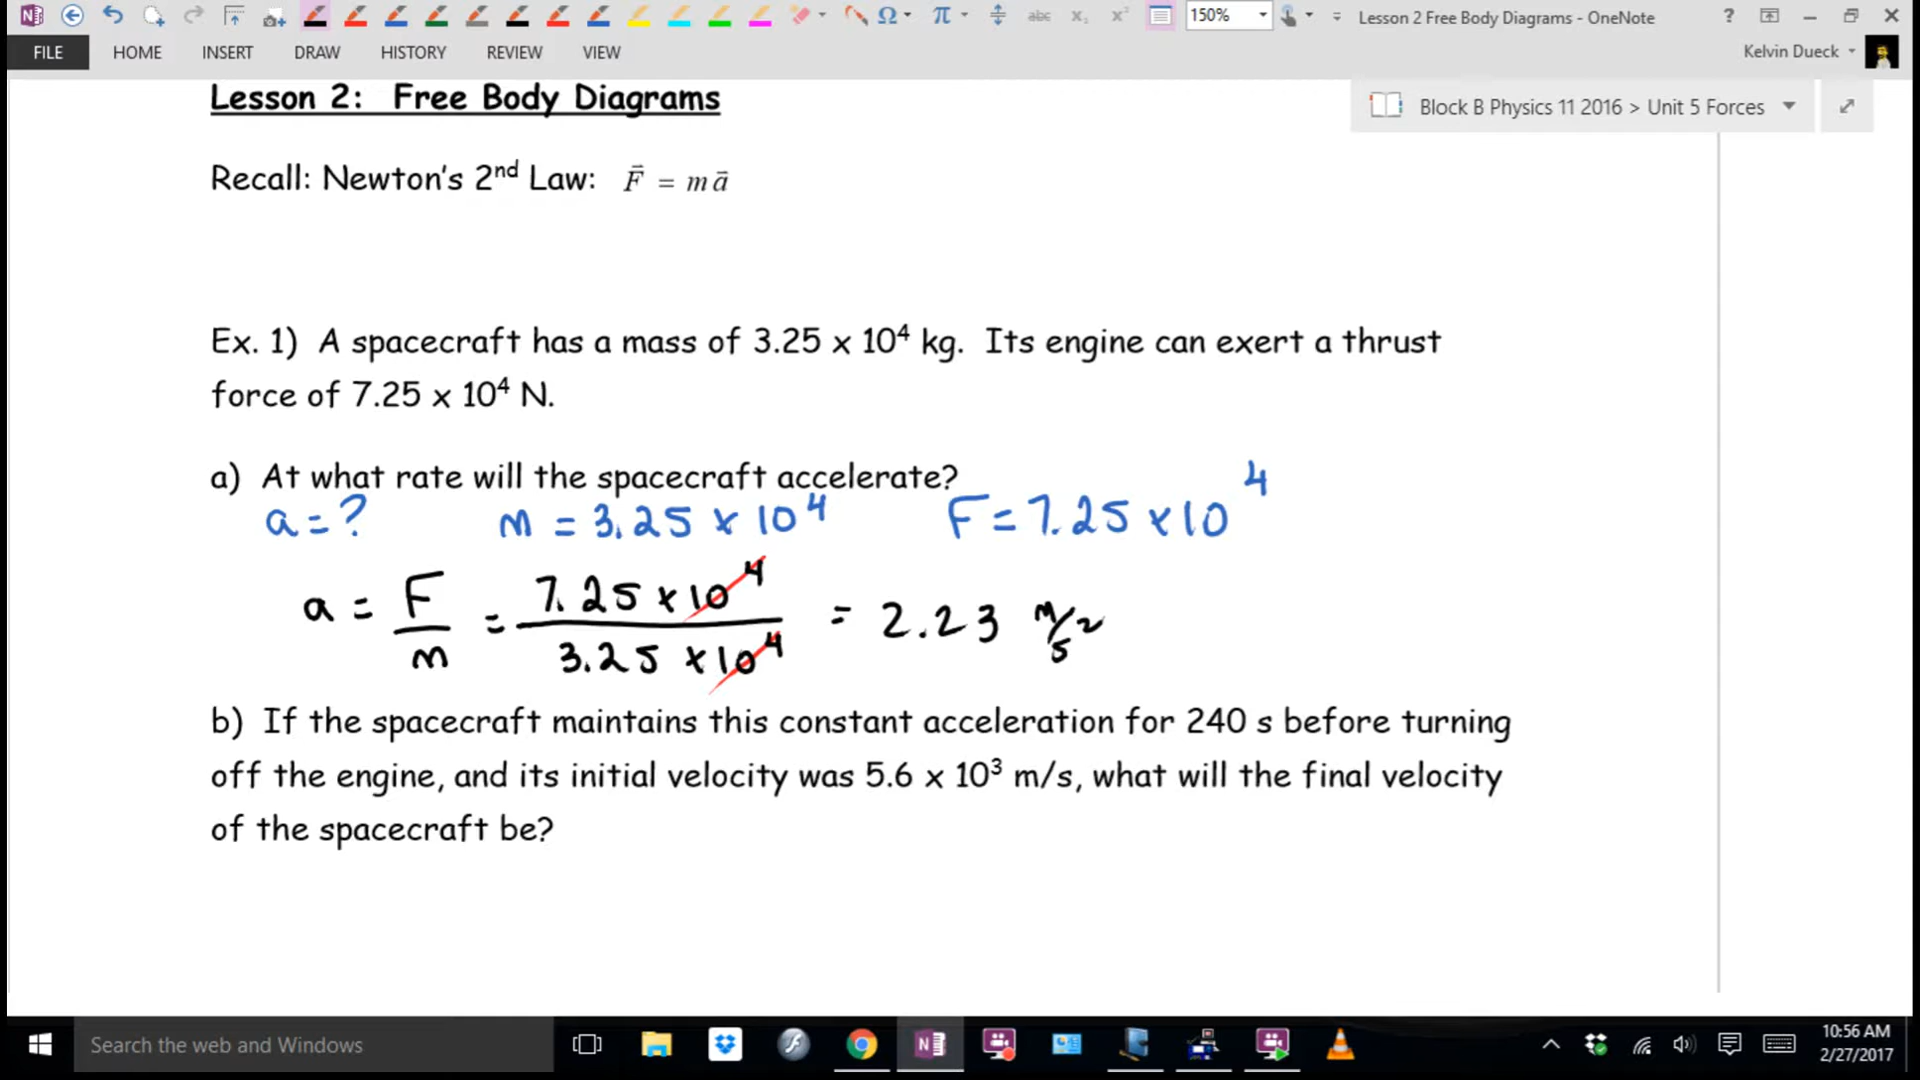 150%
Lesson 2 Free Body Diagrams - OneNote
?
FILE HOME INSERT DRAW HISTORY REVIEW VIEW
Kelvin Dueck
Lesson 2: Free Body Diagrams
Block B Physics 11 2016 > Unit 5 Forces
Recall: Newton's 2nd Law: F⃗ = m a⃗
Ex. 1) A spacecraft has a mass of 3.25 x 10⁴ kg. Its engine can exert a thrust
force of 7.25 x 10⁴ N.
a) At what rate will the spacecraft accelerate?
a = ? m = 3.25 × 10⁴ F = 7.25 × 10⁴
a = F/m = 7.25 × 10⁴ / 3.25 × 10⁴ = 2.23 m/s²
b) If the spacecraft maintains this constant acceleration for 240 s before turning
off the engine, and its initial velocity was 5.6 x 10³ m/s, what will the final velocity
of the spacecraft be?
Search the web and Windows
10:56 AM
2/27/2017